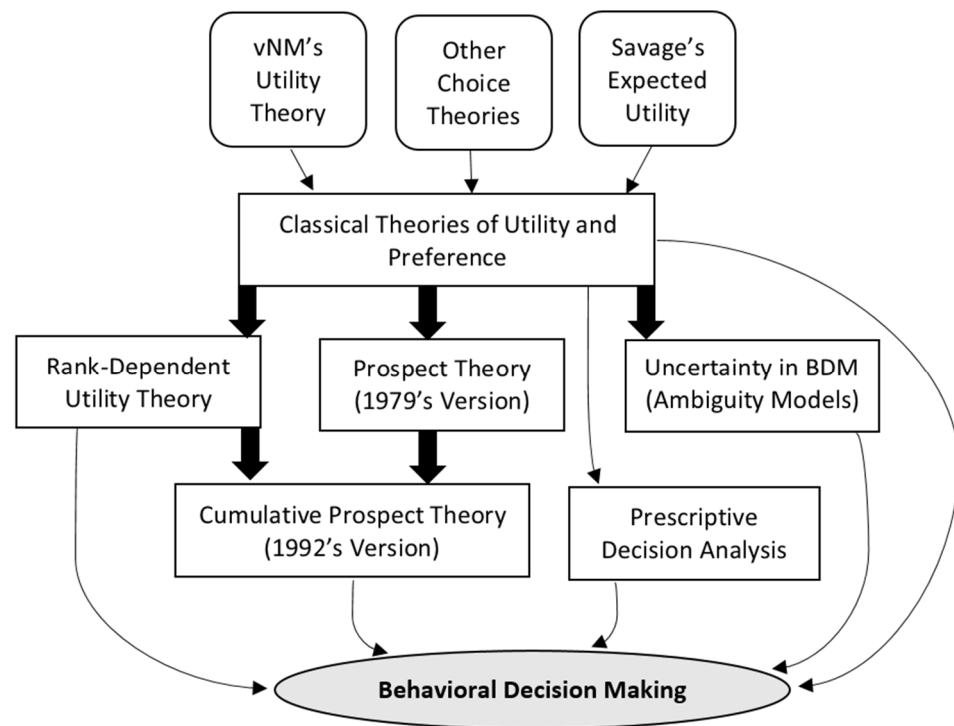 vNM’s
Utility
Theory
Other
Choice
Theories
Savage’s
Expected
Utility
Classical Theories of Utility and
Preference
Rank-Dependent
Utility Theory
Prospect Theory
(1979’s Version)
Uncertainty in BDM
(Ambiguity Models)
Cumulative Prospect Theory
(1992’s Version)
Prescriptive
Decision Analysis
Behavioral Decision Making